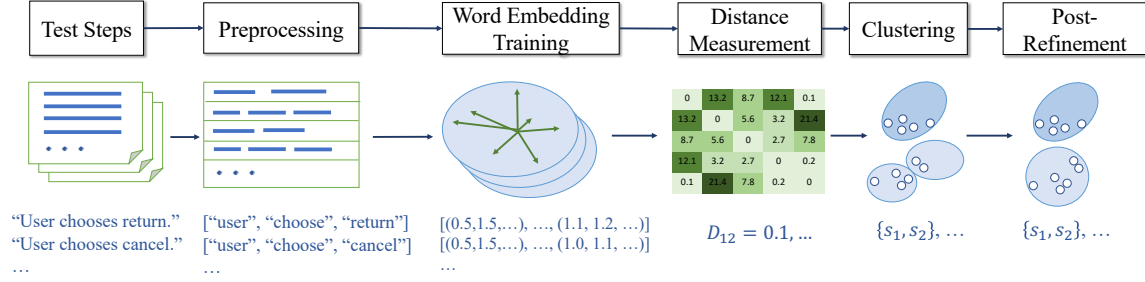 Test Steps
Preprocessing
Word Embedding
Training
Distance
Measurement
Clustering
Post-
Refinement
0 13.2 8.7 12.1 0.1
13.2 0 5.6 3.2 21.4
8.7 5.6 0 2.7 7.8
12.1 3.2 2.7 0 0.2
0.1 21.4 7.8 0.2 0
“User chooses return.”
“User chooses cancel.”
…
[“user”, “choose”, “return”]
[“user”, “choose”, “cancel”]
…
[(0.5,1.5,…), …, (1.1, 1.2, …)]
[(0.5,1.5,…), …, (1.0, 1.1, …)]
…
D₁₂ = 0.1, …
{s₁, s₂}, …
{s₁, s₂}, …